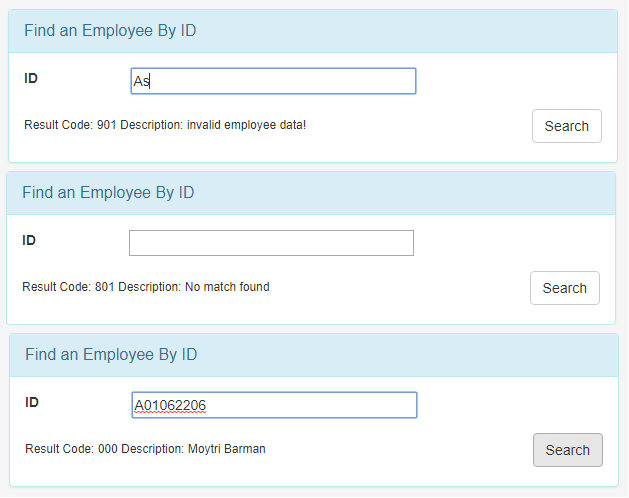 Find an Employee By ID
ID As
Result Code: 901 Description: invalid employee data!
Search
Find an Employee By ID
ID
Result Code: 801 Description: No match found
Search
Find an Employee By ID
ID A01062206
Result Code: 000 Description: Moytri Barman
Search